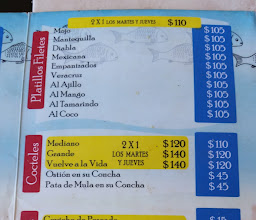 2 X 1 LOS MARTES Y JUEVES $110
Platillos Filetes
Mojo $105
Mantequilla $105
Diabla $105
Mexicana $105
Empanizados $105
Veracruz $105
Al Ajillo $105
Al Mango $105
Al Tamarindo $105
Al Coco $105
Cocteles
Mediano 2 X 1 $120 $110
Grande LOS MARTES $140 $120
Vuelve a la Vida Y JUEVES $140 $120
Ostión en su Concha $45
Pata de Mula en su Concha $45